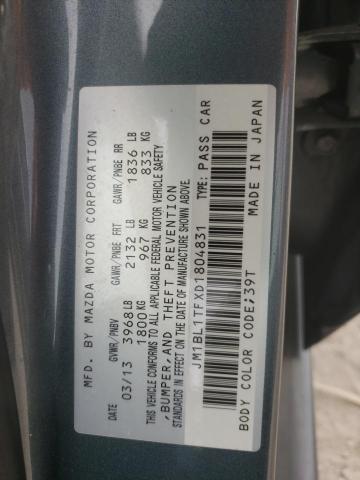 MFD. BY MAZDA MOTOR CORPORATION
DATE GVWR/PNBV GAWR/PNBE FRT GAWR/PNBE RR
03/13 3968 LB 2132 LB 1836 LB
1800 KG 967 KG 833 KG
THIS VEHICLE CONFORMS TO ALL APPLICABLE FEDERAL MOTOR VEHICLE SAFETY
,BUMPER,AND THEFT PREVENTION
STANDARDS IN EFFECT ON THE DATE OF MANUFACTURE SHOWN ABOVE.
JM1BL1TFXD1804831 TYPE: PASS CAR
BODY COLOR CODE;39T MADE IN JAPAN